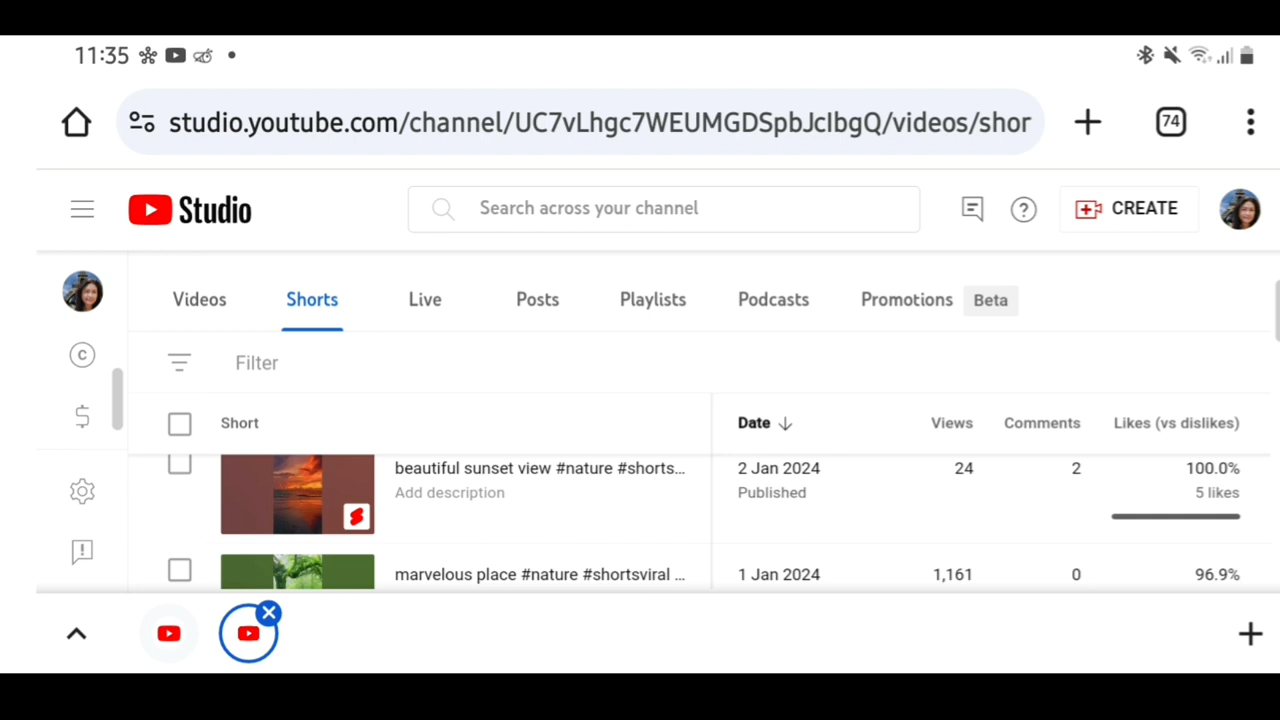 11:35
studio.youtube.com/channel/UC7vLhgc7WEUMGDSpbJcIbgQ/videos/shor
74
Studio
Search across your channel
CREATE
Videos Shorts Live Posts Playlists Podcasts Promotions Beta
Filter
Short Date Views Comments Likes (vs dislikes)
beautiful sunset view #nature #shorts... 2 Jan 2024 24 2 100.0%
Add description Published 5 likes
marvelous place #nature #shortsviral ... 1 Jan 2024 1,161 0 96.9%